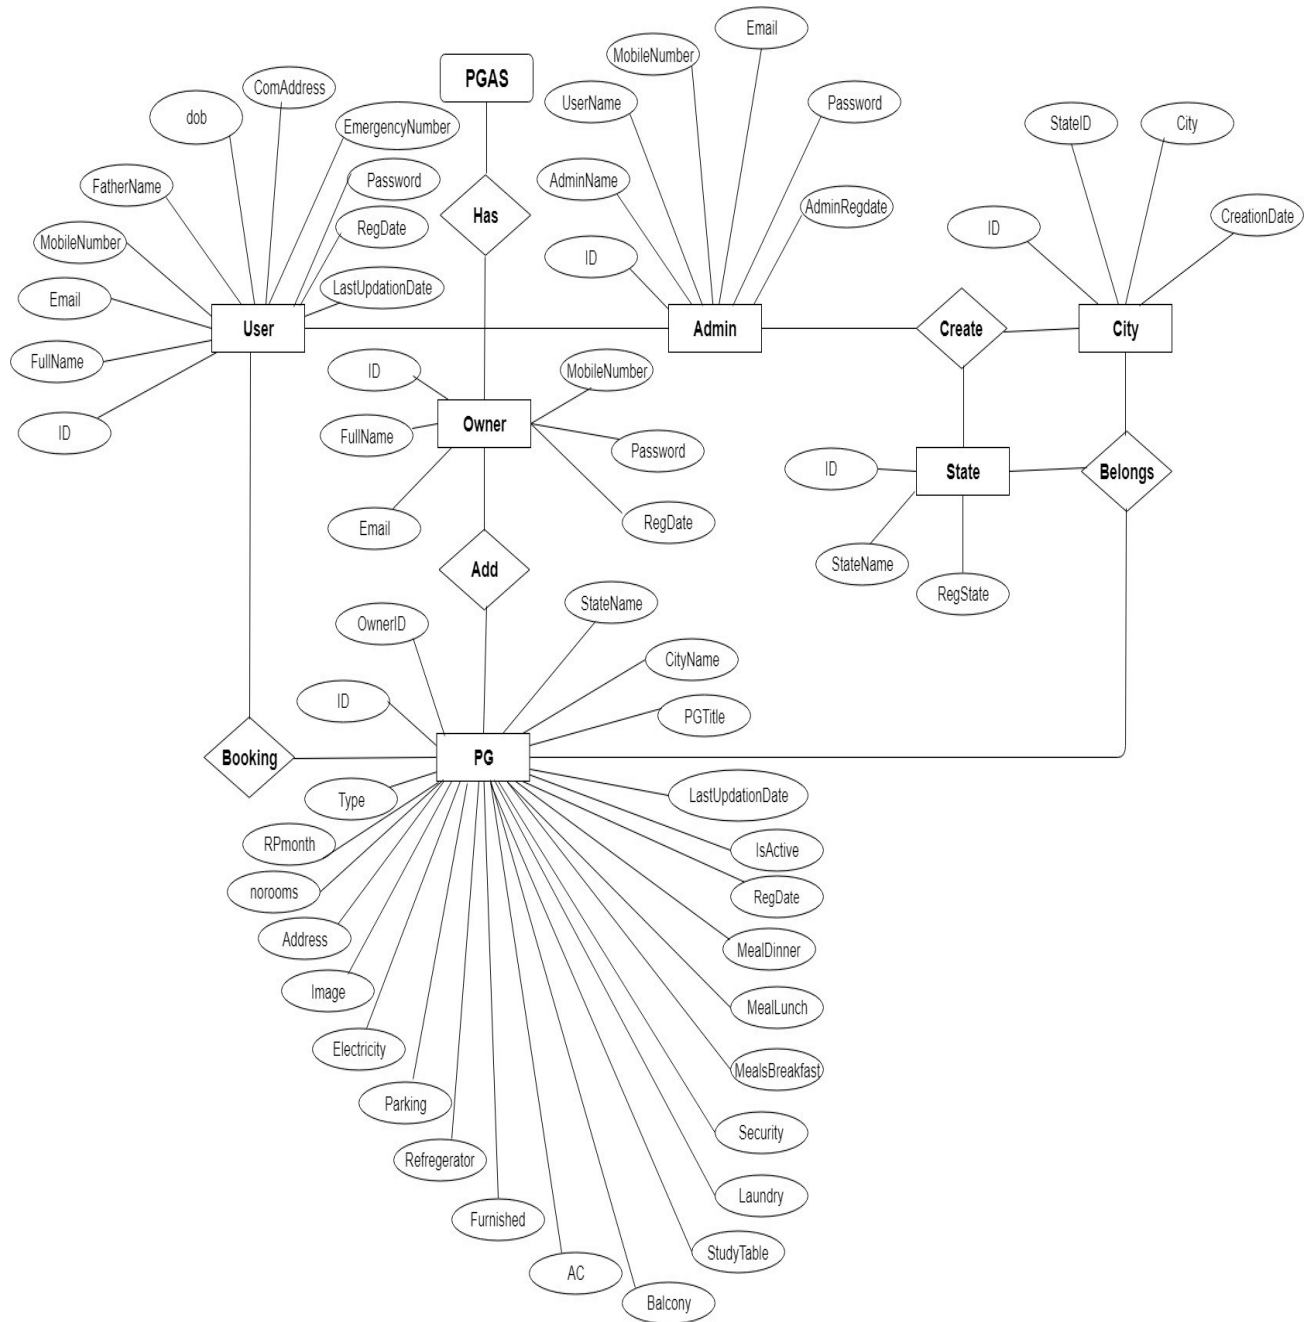 Email
MobileNumber
PGAS
ComAddress
UserName
Password
dob
EmergencyNumber
StateID
City
FatherName
Password
AdminName
AdminRegdate
Has
CreationDate
RegDate
ID
MobileNumber
ID
LastUpdationDate
Email
User
Admin
Create
City
FullName
ID
MobileNumber
Owner
FullName
ID
Password
ID
State
Belongs
Email
RegDate
StateName
Add
RegState
StateName
OwnerID
CityName
ID
PGTitle
Booking
PG
Type
LastUpdationDate
RPmonth
IsActive
norooms
RegDate
Address
MealDinner
Image
MealLunch
Electricity
MealsBreakfast
Parking
Security
Refregerator
Laundry
Furnished
StudyTable
AC
Balcony